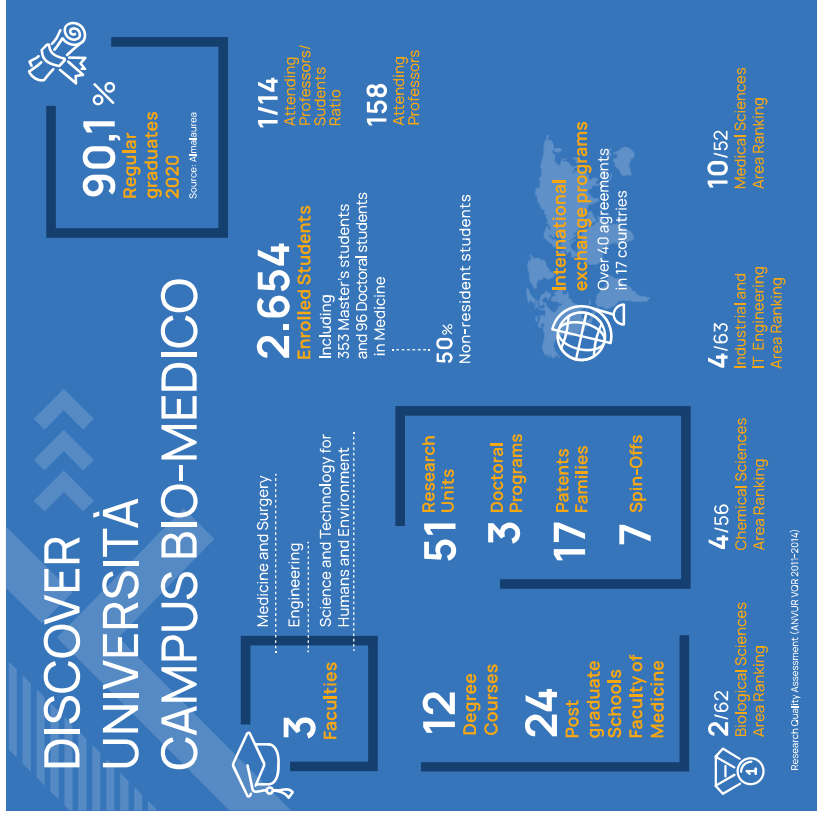 DISCOVER
UNIVERSITÀ
CAMPUS BIO-MEDICO
90,1 %
Regular
graduates
2020
Source: Almalaurea
3
Faculties
Medicine and Surgery
Engineering
Science and Technology for
Humans and Environment
2.654
Enrolled Students
Including
353 Master's students
and 96 Doctoral students
in Medicine
50%
Non-resident students
1/14
Attending
Professors/
Sudents
Ratio
158
Attending
Professors
12
Degree
Courses
24
Post
graduate
Schools
Faculty of
Medicine
51 Research
Units
3 Doctoral
Programs
17 Patents
Families
7 Spin-Offs
International
exchange programs
Over 40 agreements
in 17 countries
1
2/62
Biological Sciences
Area Ranking
4/56
Chemical Sciences
Area Ranking
4/63
Industrial and
IT Engineering
Area Ranking
10/52
Medical Sciences
Area Ranking
Research Quality Assessment (ANVUR VQR 2011-2014)